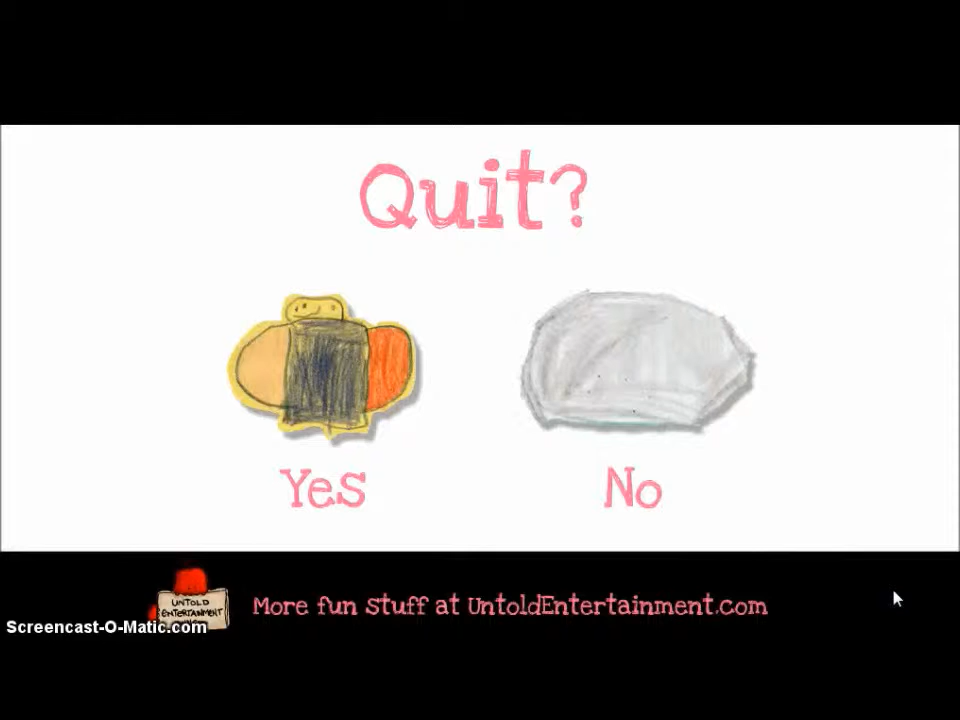 Quit?
Yes
No
UNTOLD
ENTERTAINMENT
More fun stuff at UntoldEntertainment.com
Screencast-O-Matic.com